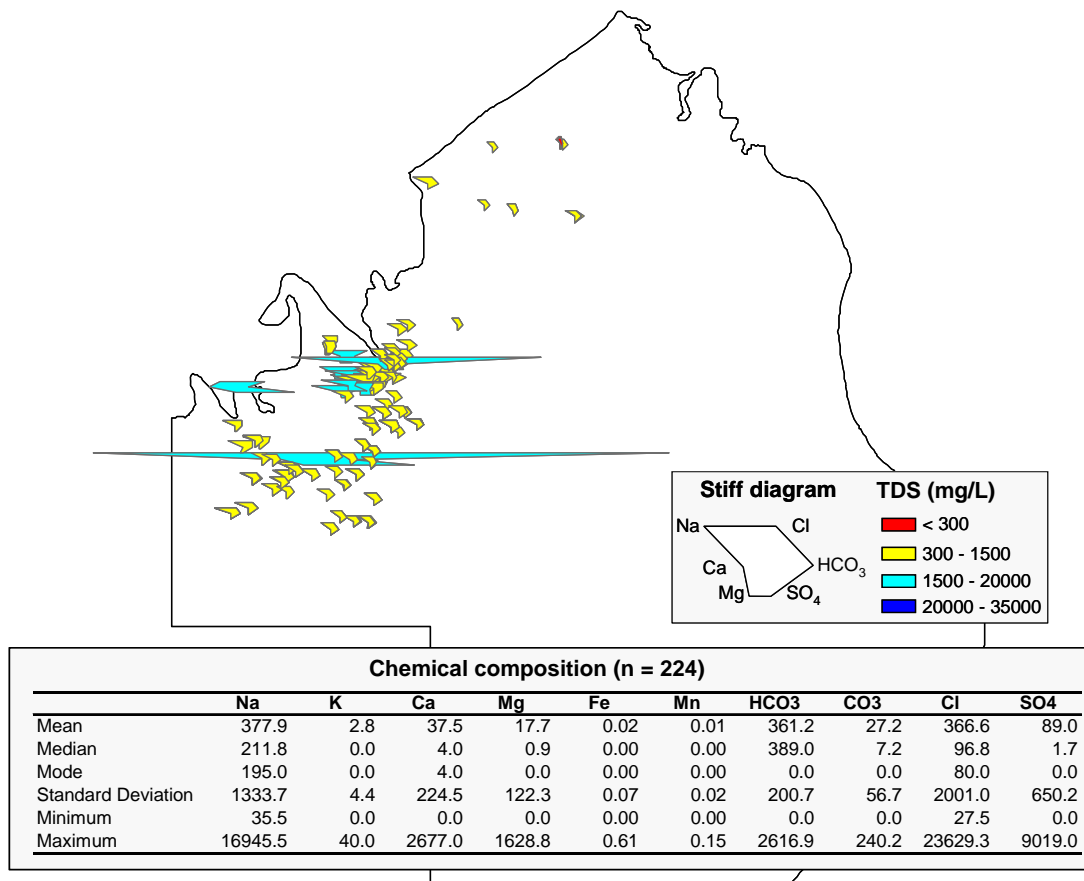 Stiff diagram TDS (mg/L)
Na Cl < 300
300 - 1500
Ca HCO3 1500 - 20000
Mg SO4 20000 - 35000
Chemical composition (n = 224)
Na K Ca Mg Fe Mn HCO3 CO3 Cl SO4
Mean 377.9 2.8 37.5 17.7 0.02 0.01 361.2 27.2 366.6 89.0
Median 211.8 0.0 4.0 0.9 0.00 0.00 389.0 7.2 96.8 1.7
Mode 195.0 0.0 4.0 0.0 0.00 0.00 0.0 0.0 80.0 0.0
Standard Deviation 1333.7 4.4 224.5 122.3 0.07 0.02 200.7 56.7 2001.0 650.2
Minimum 35.5 0.0 0.0 0.0 0.00 0.00 0.0 0.0 27.5 0.0
Maximum 16945.5 40.0 2677.0 1628.8 0.61 0.15 2616.9 240.2 23629.3 9019.0